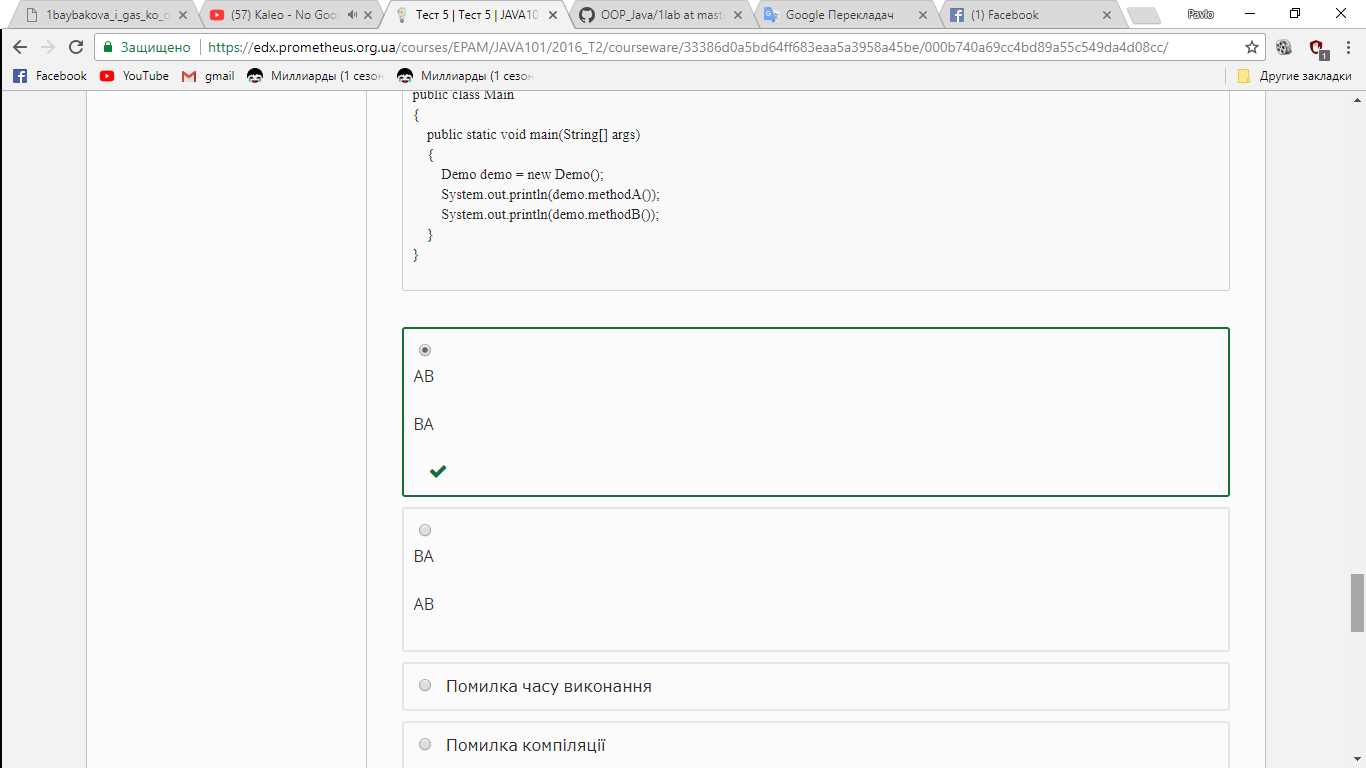 1baybakova_i_gas_ko_o
(57) Kaleo - No Goo
Тест 5 | Тест 5 | JAVA10
OOP_Java/1lab at mast
Google Перекладач
(1) Facebook
Pavlo
Защищено
https://edx.prometheus.org.ua/courses/EPAM/JAVA101/2016_T2/courseware/33386d0a5bd64ff683eaa5a3958a45be/000b740a69cc4bd89a55c549da4d08cc/
1
Facebook
YouTube
gmail
Миллиарды (1 сезон
Миллиарды (1 сезон
Другие закладки
public class Main
{
public static void main(String[] args)
{
Demo demo = new Demo();
System.out.println(demo.methodA());
System.out.println(demo.methodB());
}
}
AB
BA
BA
AB
Помилка часу виконання
Помилка компіляції